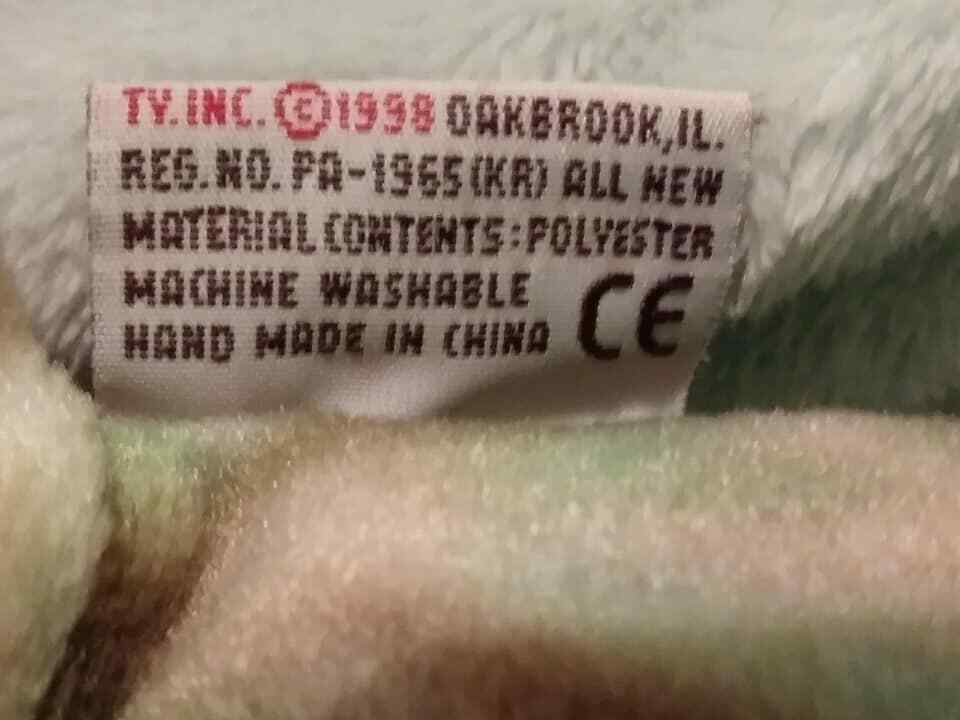 TY.INC. ©1998 OAKBROOK,IL.
REG.NO. PA-1965(KR) ALL NEW
MATERIAL CONTENTS:POLYESTER
MACHINE WASHABLE
HAND MADE IN CHINA CE